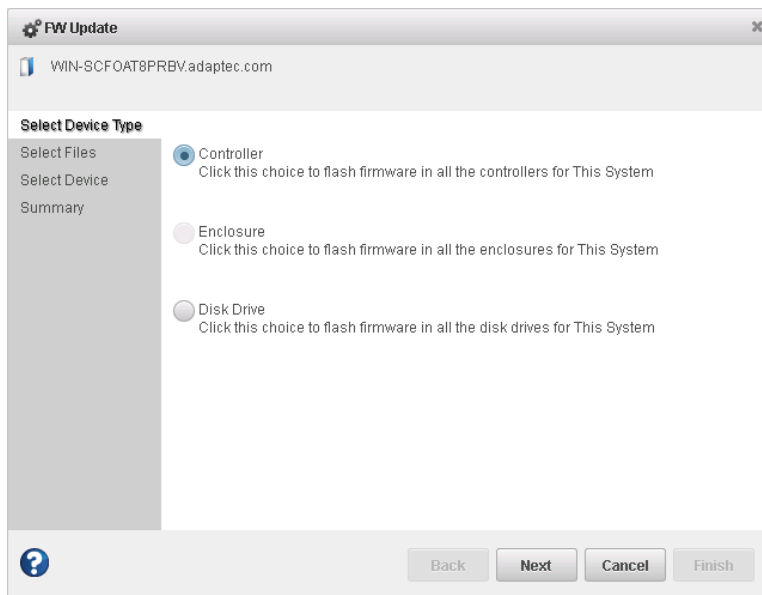 FW Update
WIN-SCFOAT8PRBV.adaptec.com
Select Device Type
Select Files
Select Device
Summary
Controller
Click this choice to flash firmware in all the controllers for This System
Enclosure
Click this choice to flash firmware in all the enclosures for This System
Disk Drive
Click this choice to flash firmware in all the disk drives for This System
?
Back
Next
Cancel
Finish